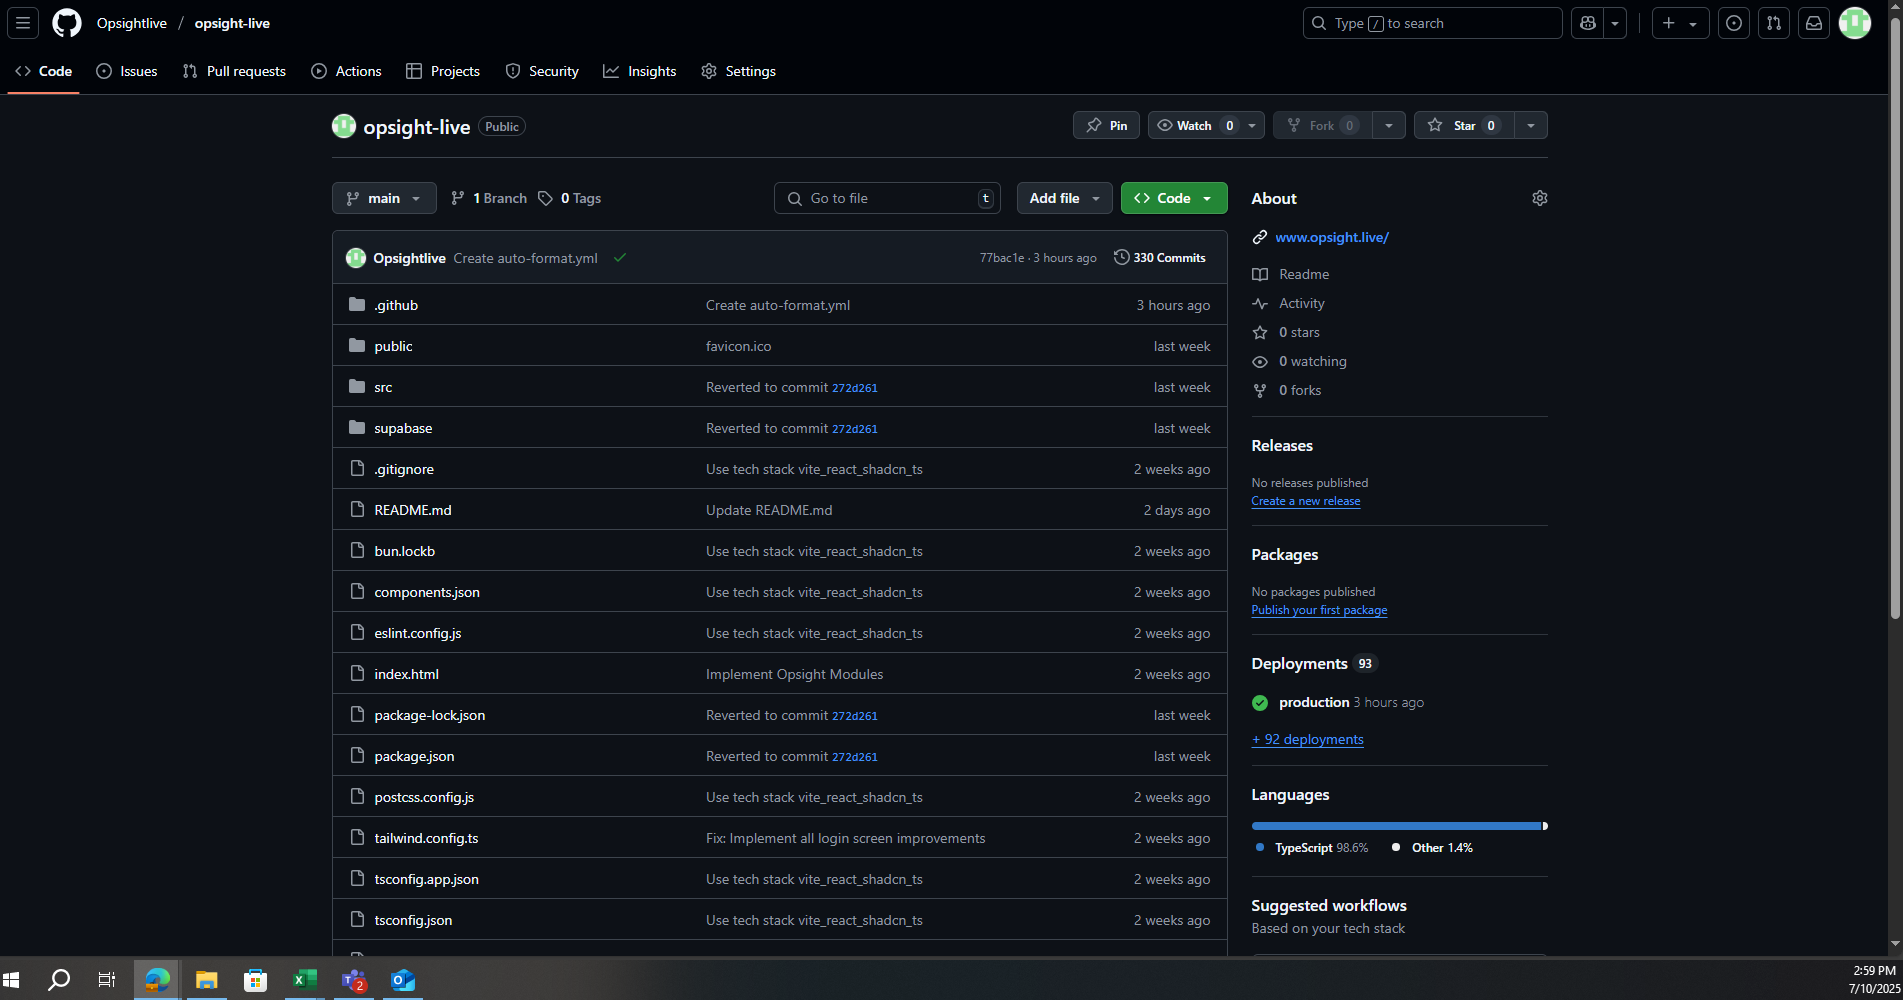 Opsightlive / opsight-live
Type / to search
Code Issues Pull requests Actions Projects Security Insights Settings
opsight-live Public
Pin Watch 0 Fork 0 Star 0
main 1 Branch 0 Tags Go to file t Add file Code
Opsightlive Create auto-format.yml 77bac1e · 3 hours ago 330 Commits
.github Create auto-format.yml 3 hours ago
public favicon.ico last week
src Reverted to commit 272d261 last week
supabase Reverted to commit 272d261 last week
.gitignore Use tech stack vite_react_shadcn_ts 2 weeks ago
README.md Update README.md 2 days ago
bun.lockb Use tech stack vite_react_shadcn_ts 2 weeks ago
components.json Use tech stack vite_react_shadcn_ts 2 weeks ago
eslint.config.js Use tech stack vite_react_shadcn_ts 2 weeks ago
index.html Implement Opsight Modules 2 weeks ago
package-lock.json Reverted to commit 272d261 last week
package.json Reverted to commit 272d261 last week
postcss.config.js Use tech stack vite_react_shadcn_ts 2 weeks ago
tailwind.config.ts Fix: Implement all login screen improvements 2 weeks ago
tsconfig.app.json Use tech stack vite_react_shadcn_ts 2 weeks ago
tsconfig.json Use tech stack vite_react_shadcn_ts 2 weeks ago
About
www.opsight.live/
Readme
Activity
0 stars
0 watching
0 forks
Releases
No releases published
Create a new release
Packages
No packages published
Publish your first package
Deployments 93
production 3 hours ago
+ 92 deployments
Languages
TypeScript 98.6% Other 1.4%
Suggested workflows
Based on your tech stack
2
2:59 PM
7/10/2025